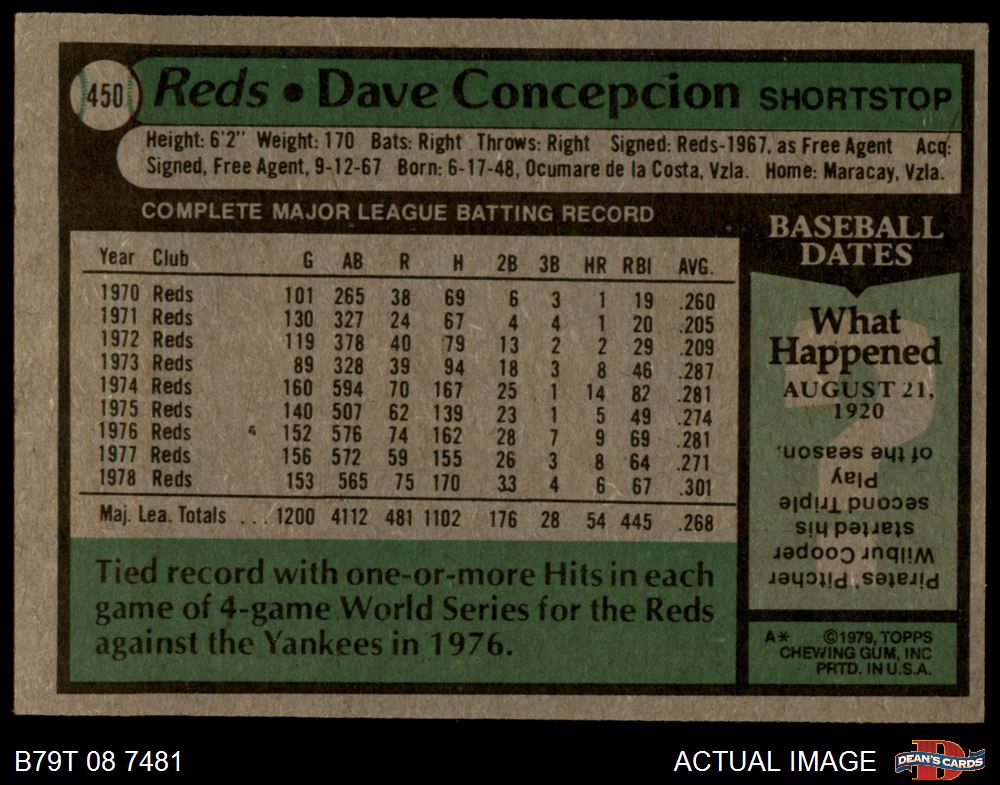 450 Reds • Dave Concepcion SHORTSTOP
Height: 6'2" Weight: 170 Bats: Right Throws: Right Signed: Reds-1967, as Free Agent Acq:
Signed, Free Agent, 9-12-67 Born: 6-17-48, Ocumare de la Costa, Vzla. Home: Maracay, Vzla.
COMPLETE MAJOR LEAGUE BATTING RECORD
Year Club G AB R H 2B 3B HR RBI AVG.
1970 Reds 101 265 38 69 6 3 1 19 .260
1971 Reds 130 327 24 67 4 4 1 20 .205
1972 Reds 119 378 40 79 13 2 2 29 .209
1973 Reds 89 328 39 94 18 3 8 46 .287
1974 Reds 160 594 70 167 25 1 14 82 .281
1975 Reds 140 507 62 139 23 1 5 49 .274
1976 Reds 152 576 74 162 28 7 9 69 .281
1977 Reds 156 572 59 155 26 3 8 64 .271
1978 Reds 153 565 75 170 33 4 6 67 .301
Maj. Lea. Totals ... 1200 4112 481 1102 176 28 54 445 .268
Tied record with one-or-more Hits in each
game of 4-game World Series for the Reds
against the Yankees in 1976.
BASEBALL
DATES
What
Happened
AUGUST 21,
1920
Pirates' Pitcher
Wilbur Cooper
started his
second Triple
Play
of the season.
A* ©1979, TOPPS
CHEWING GUM, INC
PRTD. IN U.S.A.
B79T 08 7481
ACTUAL IMAGE
D
DEAN'S CARDS